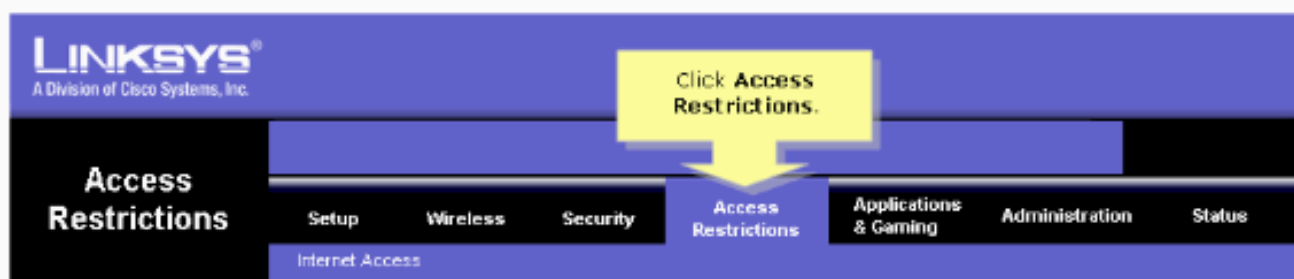 LINKSYS®
A Division of Cisco Systems, Inc.
Click Access
Restrictions.
Access
Restrictions
Setup
Wireless
Security
Access
Restrictions
Applications
& Gaming
Administration
Status
Internet Access